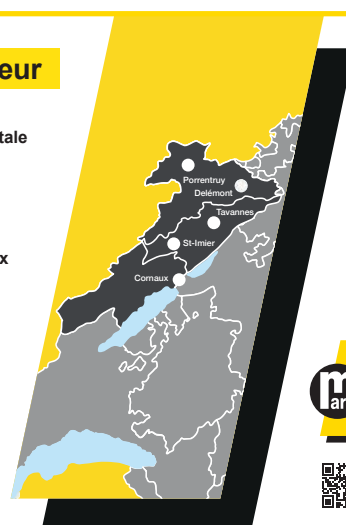 eur
tale
x
Porrentruy
Delémont
Tavannes
St-Imier
Cornaux
m
ar